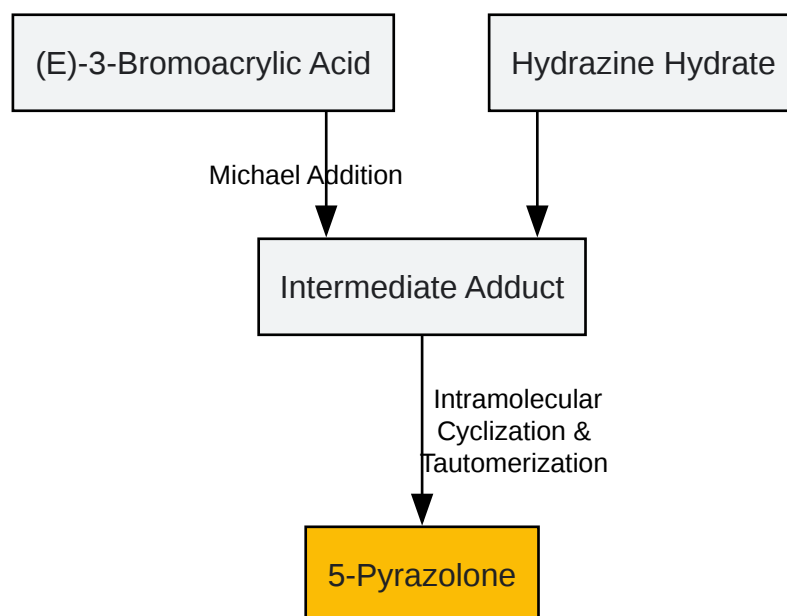 (E)-3-Bromoacrylic Acid
Hydrazine Hydrate
Michael Addition
Intermediate Adduct
Intramolecular
Cyclization &
Tautomerization
5-Pyrazolone